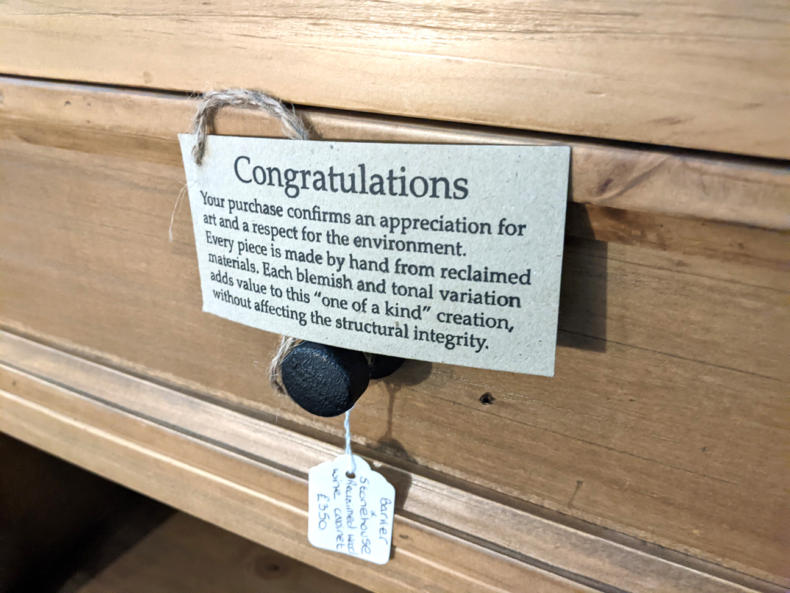 Congratulations
Your purchase confirms an appreciation for
art and a respect for the environment.
Every piece is made by hand from reclaimed
materials. Each blemish and tonal variation
adds value to this “one of a kind” creation,
without affecting the structural integrity.
Barker
&
Stonehouse
Reclaimed Wood
wine cabinet
£350